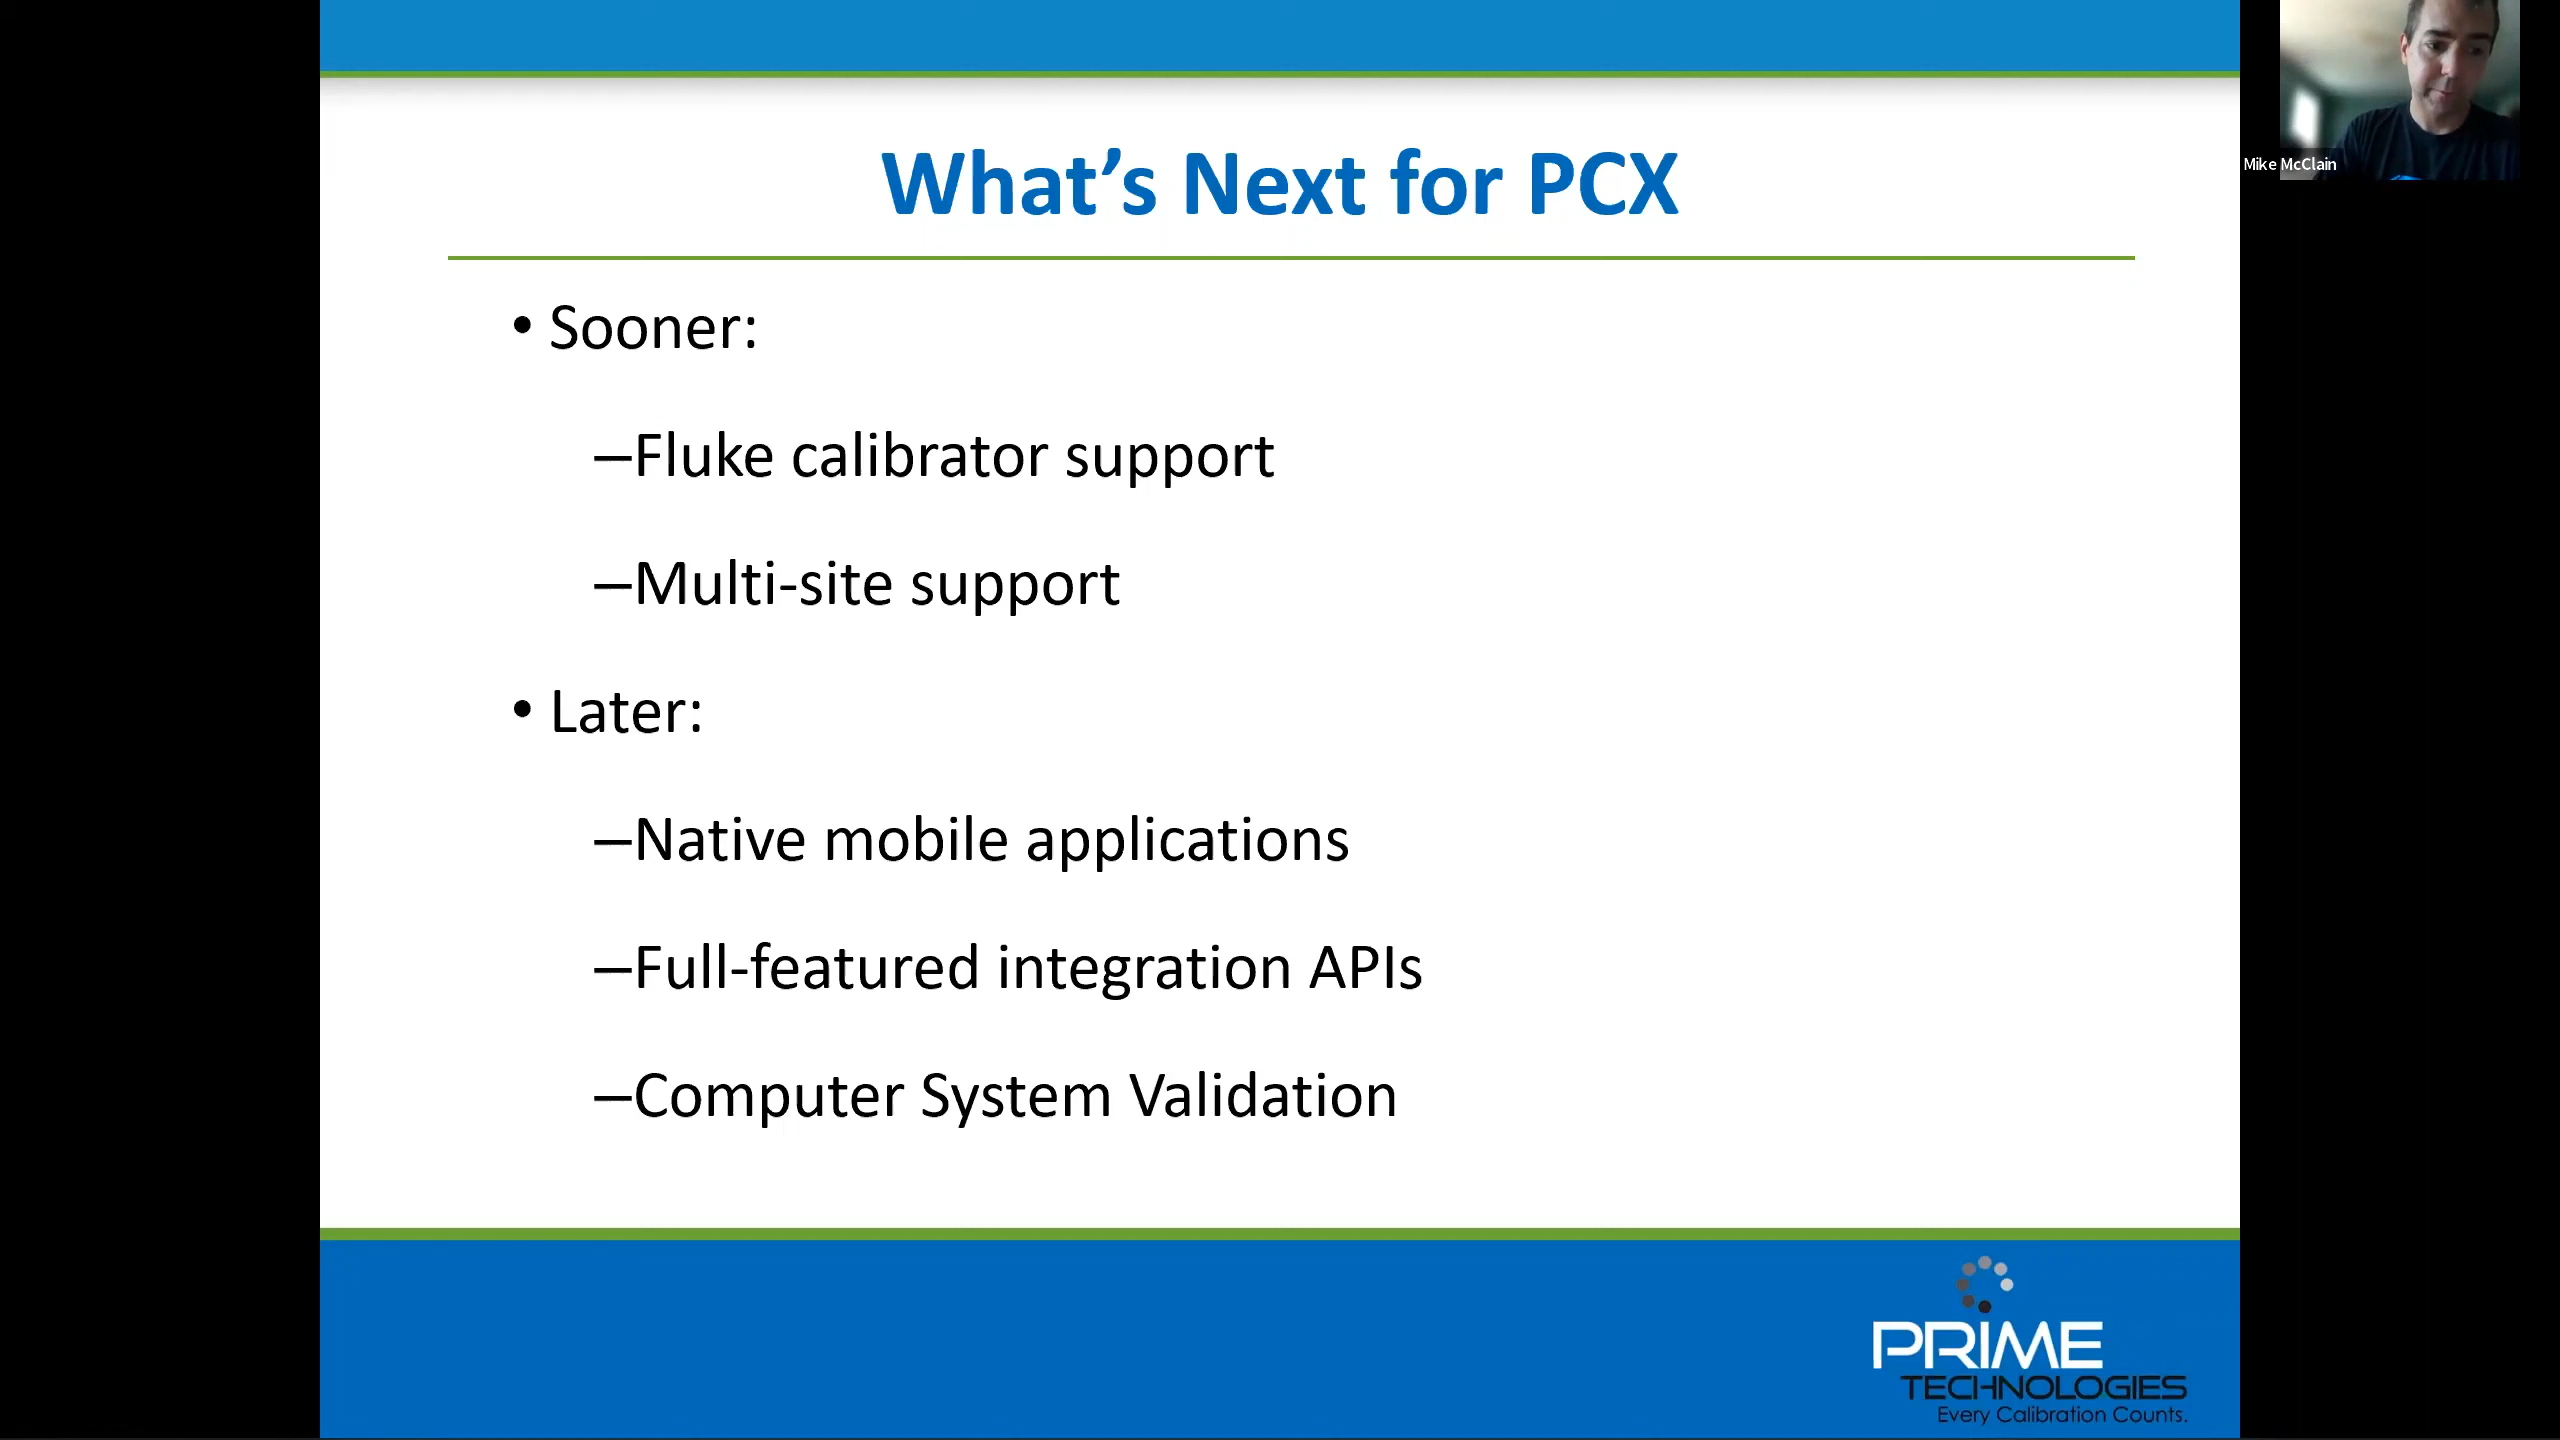 What’s Next for PCX
Mike McClain
• Sooner:
–Fluke calibrator support
–Multi-site support
• Later:
–Native mobile applications
–Full-featured integration APIs
–Computer System Validation
PRIME
TECHNOLOGIES
Every Calibration Counts.